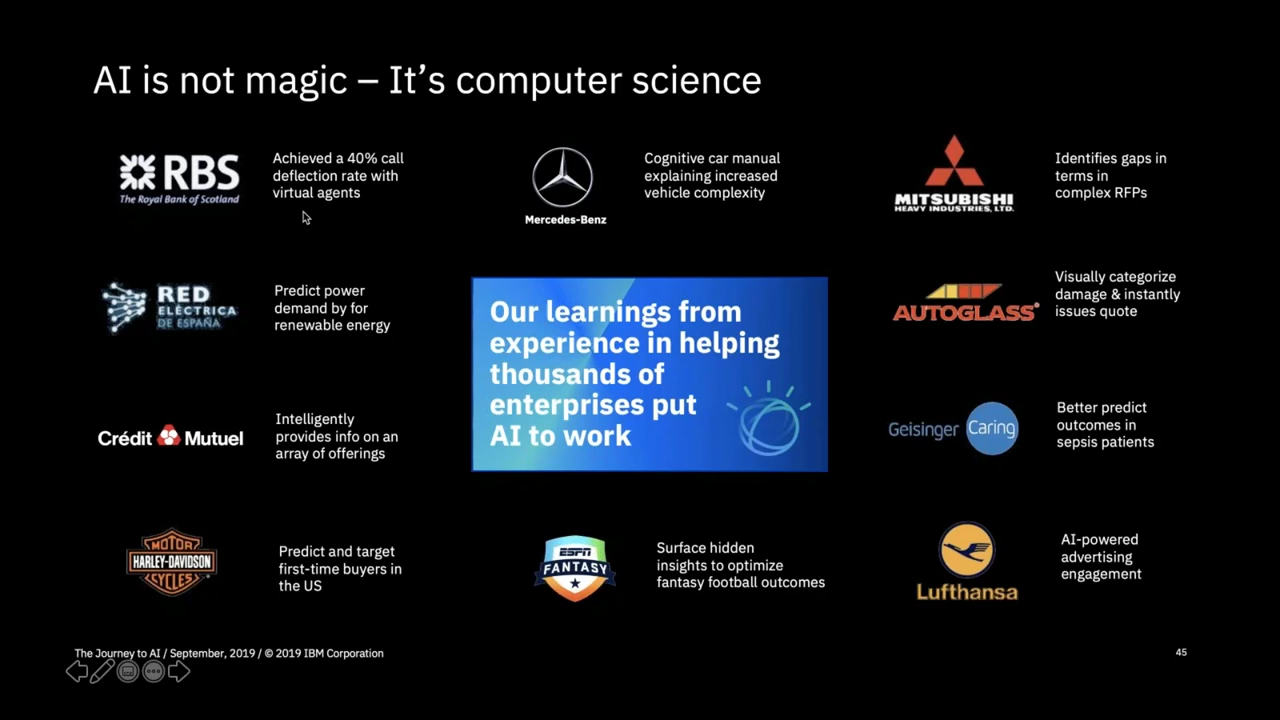 AI is not magic – It’s computer science
RBS
The Royal Bank of Scotland
Achieved a 40% call
deflection rate with
virtual agents
Mercedes-Benz
Cognitive car manual
explaining increased
vehicle complexity
MITSUBISHI
HEAVY INDUSTRIES, LTD.
Identifies gaps in
terms in
complex RFPs
RED
ELÉCTRICA
DE ESPAÑA
Predict power
demand by for
renewable energy
Our learnings from
experience in helping
thousands of
enterprises put
AI to work
AUTOGLASS®
Visually categorize
damage & instantly
issues quote
Crédit Mutuel
Intelligently
provides info on an
array of offerings
Geisinger Caring
Better predict
outcomes in
sepsis patients
MOTOR
HARLEY-DAVIDSON
CYCLES
Predict and target
first-time buyers in
the US
ESPN
FANTASY
Surface hidden
insights to optimize
fantasy football outcomes
Lufthansa
AI-powered
advertising
engagement
The Journey to AI / September, 2019 / © 2019 IBM Corporation
45